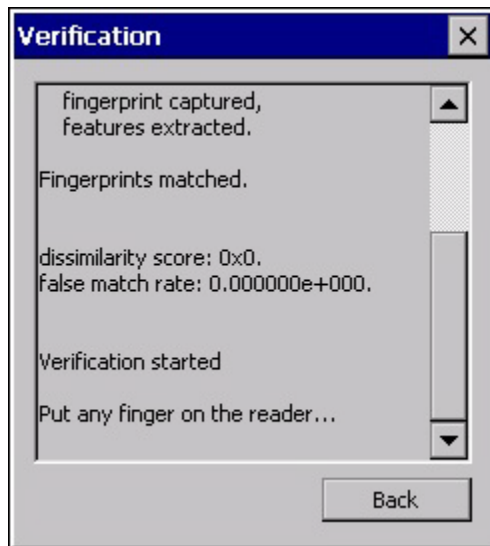 Verification
fingerprint captured,
features extracted.
Fingerprints matched.
dissimilarity score: 0x0.
false match rate: 0.000000e+000.
Verification started
Put any finger on the reader...
Back